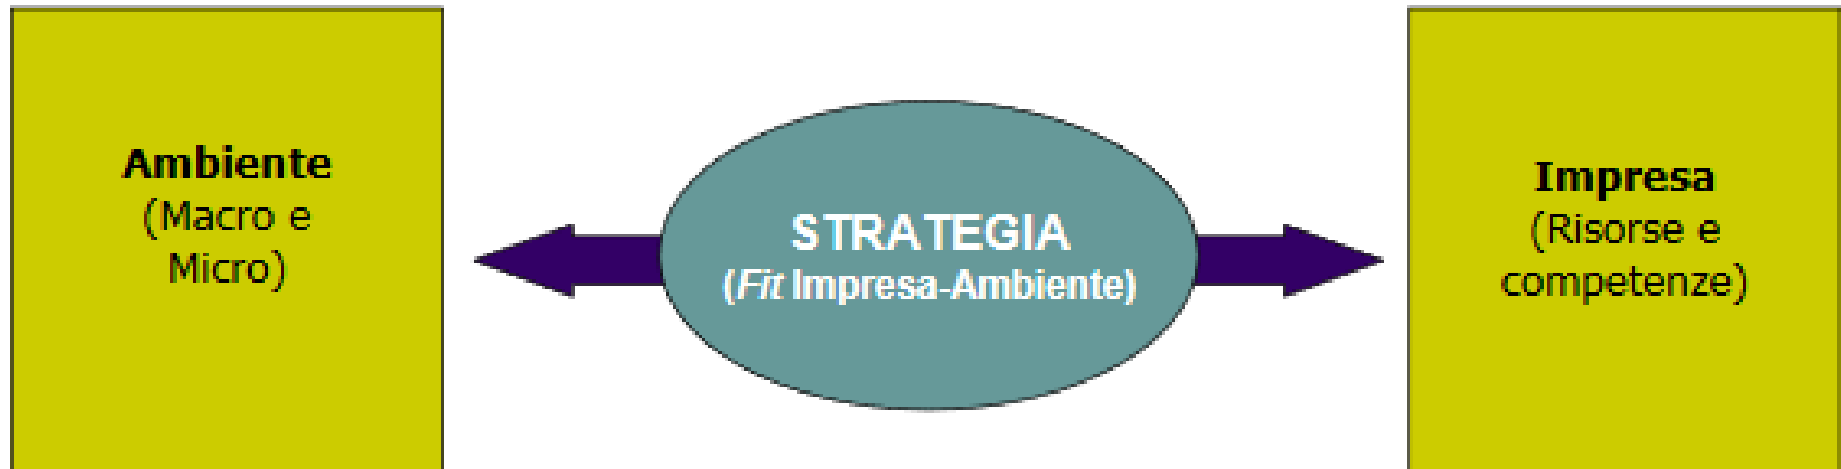 Ambiente
(Macro e
Micro)
STRATEGIA
(Fit Impresa-Ambiente)
Impresa
(Risorse e
competenze)